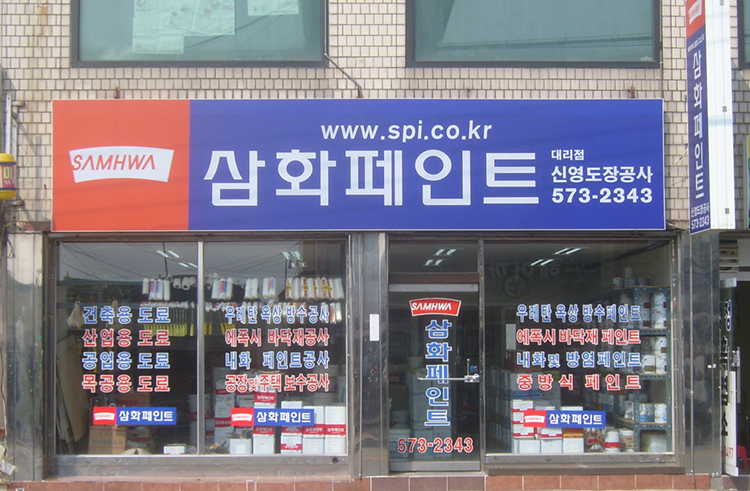 www.spi.co.kr
SAMHWA
삼화페인트
대리점
신영도장공사
573-2343
삼화페인트
신영도장공사
건축용도료
산업용도료
공업용도료
목공용도료
삼화페인트
우레탄 옥상 방수공사
에폭시 바닥재공사
내화 페인트공사
공장및주택 보수공사
삼화페인트
SAMHWA
삼화페인트
573-2343
우레탄 옥상 방수페인트
에폭시 바닥재 페인트
내화및 방염페인트
중방식 페인트
삼화페인트